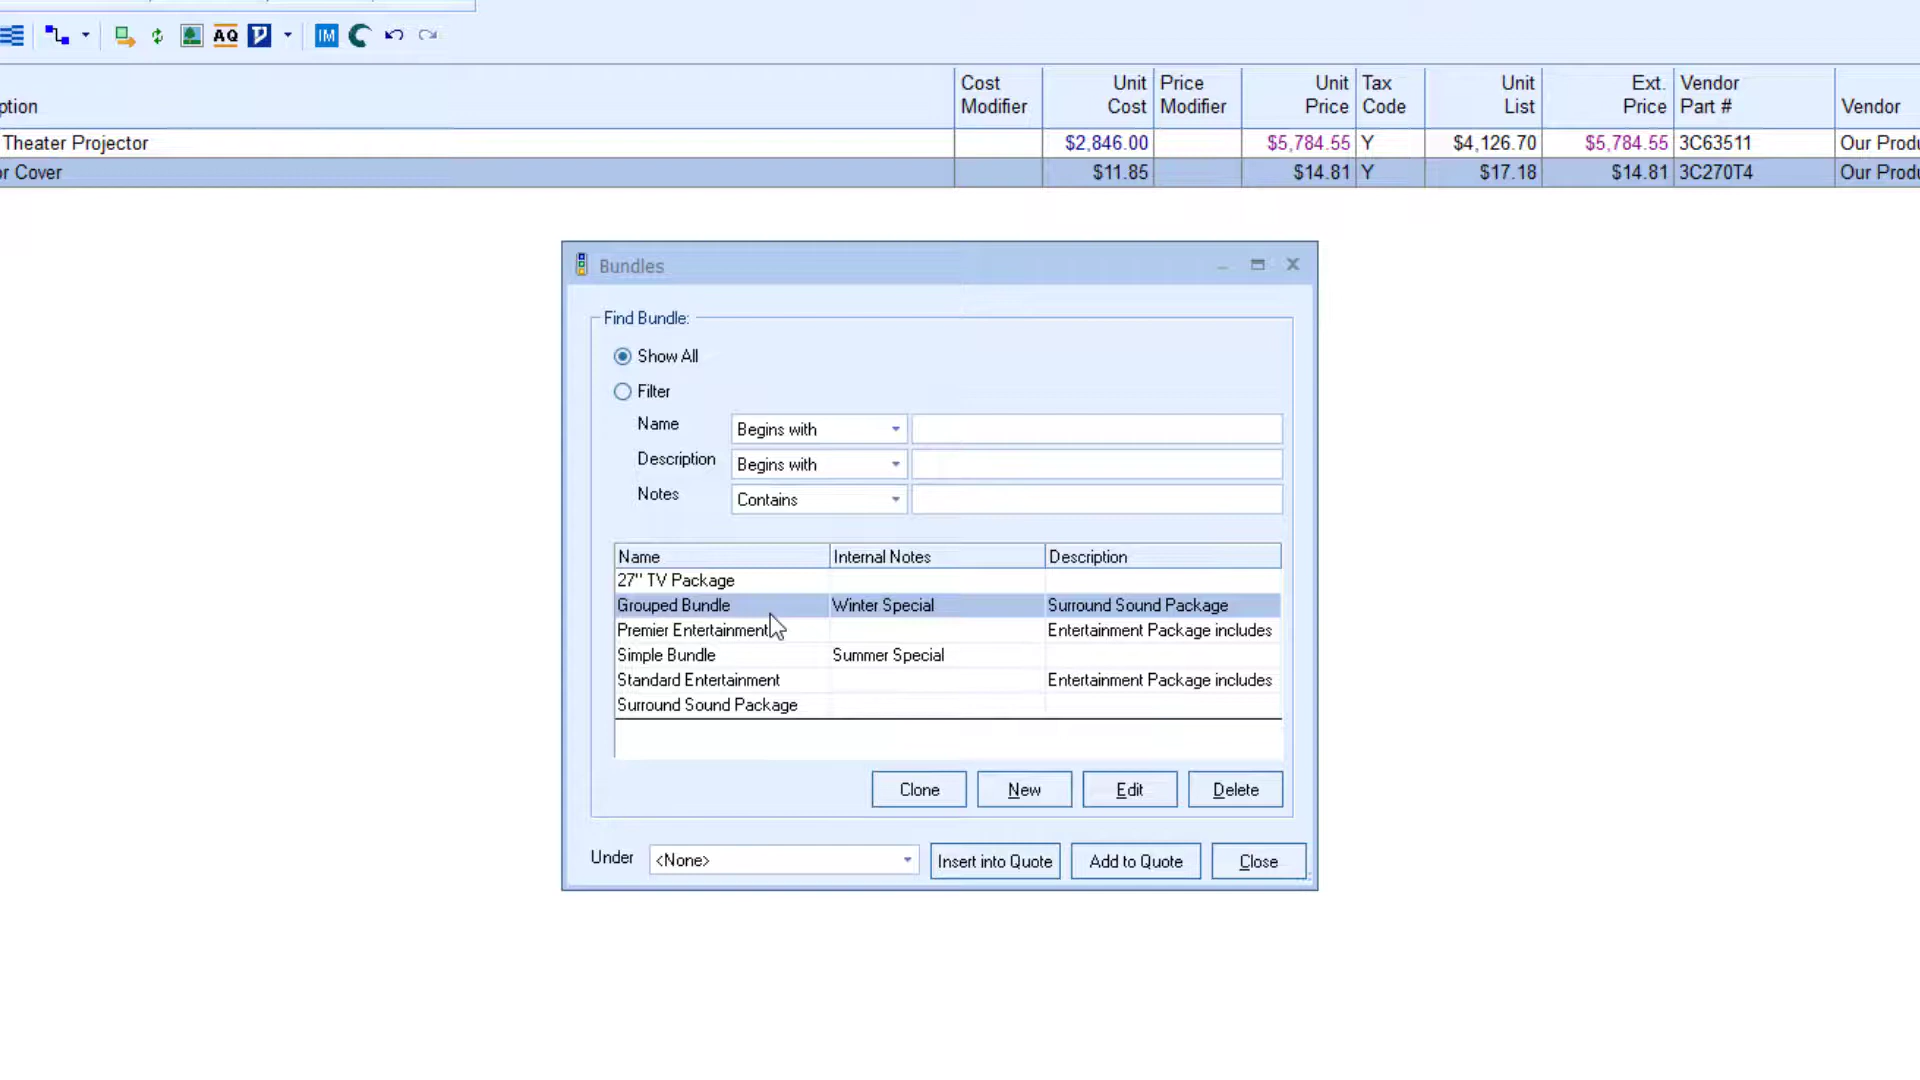 AQ IM
Cost Modifier Unit Cost Price Modifier Unit Price Tax Code Unit List Ext. Price Vendor Part # Vendor
ption
Theater Projector $2,846.00 $5,784.55 Y $4,126.70 $5,784.55 3C63511 Our Produ
or Cover $11.85 $14.81 Y $17.18 $14.81 3C270T4 Our Produ
Bundles
Find Bundle:
Show All
Filter
Name Begins with
Description Begins with
Notes Contains
Name Internal Notes Description
27" TV Package
Grouped Bundle Winter Special Surround Sound Package
Premier Entertainment Entertainment Package includes
Simple Bundle Summer Special
Standard Entertainment Entertainment Package includes
Surround Sound Package
Clone New Edit Delete
Under <None> Insert into Quote Add to Quote Close